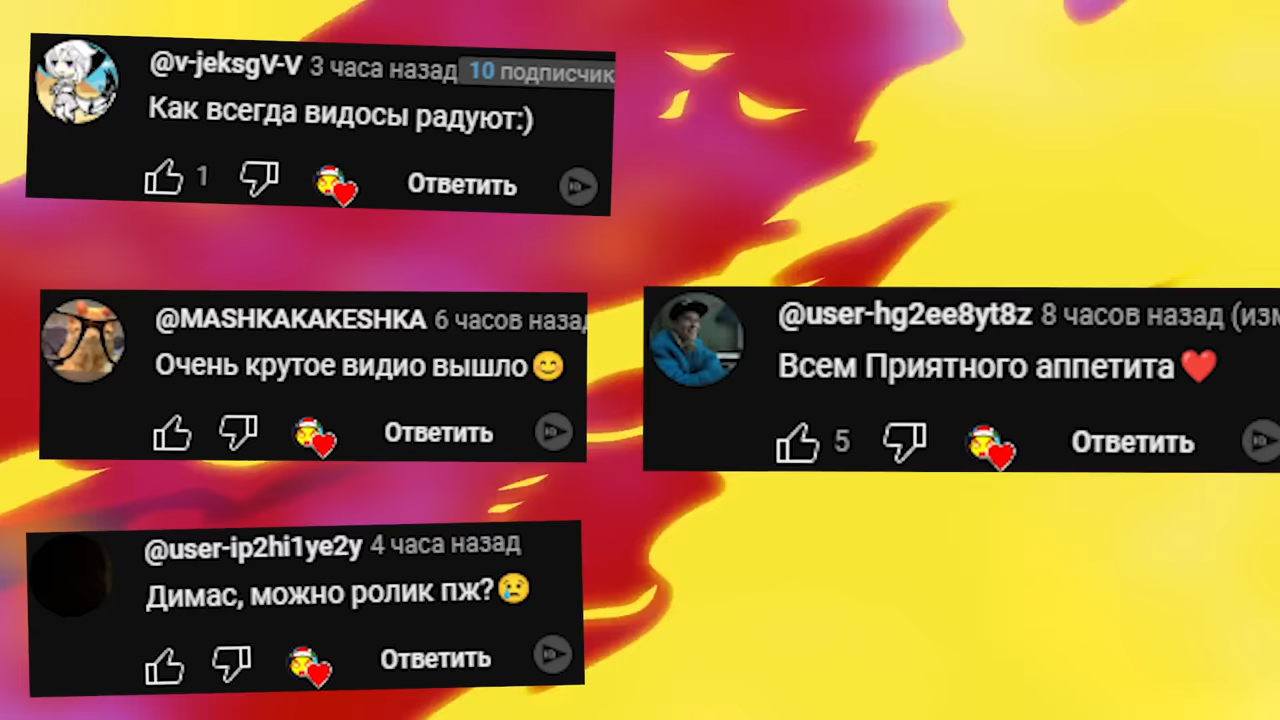 @v-jeksgV-V 3 часа назад 10 подписчик
Как всегда видосы радуют:)
1 Ответить
@MASHKAKAKESHKA 6 часов наза
Очень крутое видио вышло😊
Ответить
@user-ip2hi1ye2y 4 часа назад
Димас, можно ролик пж?😢
Ответить
@user-hg2ee8yt8z 8 часов назад (изм
Всем Приятного аппетита❤️
5 Ответить